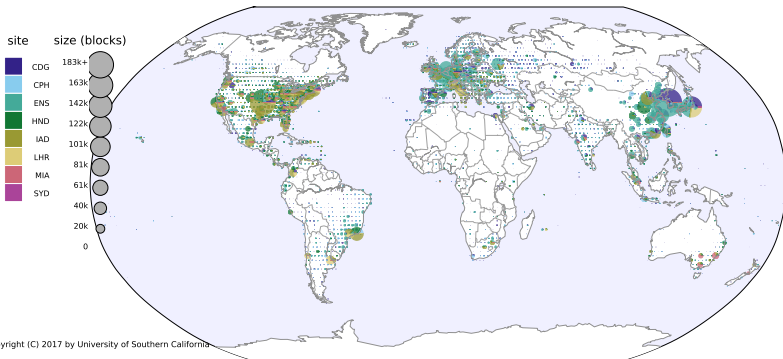 site size (blocks)
CDG
CPH
ENS
HND
IAD
LHR
MIA
SYD
183k+
163k
142k
122k
101k
81k
61k
40k
20k
0
yright (C) 2017 by University of Southern California